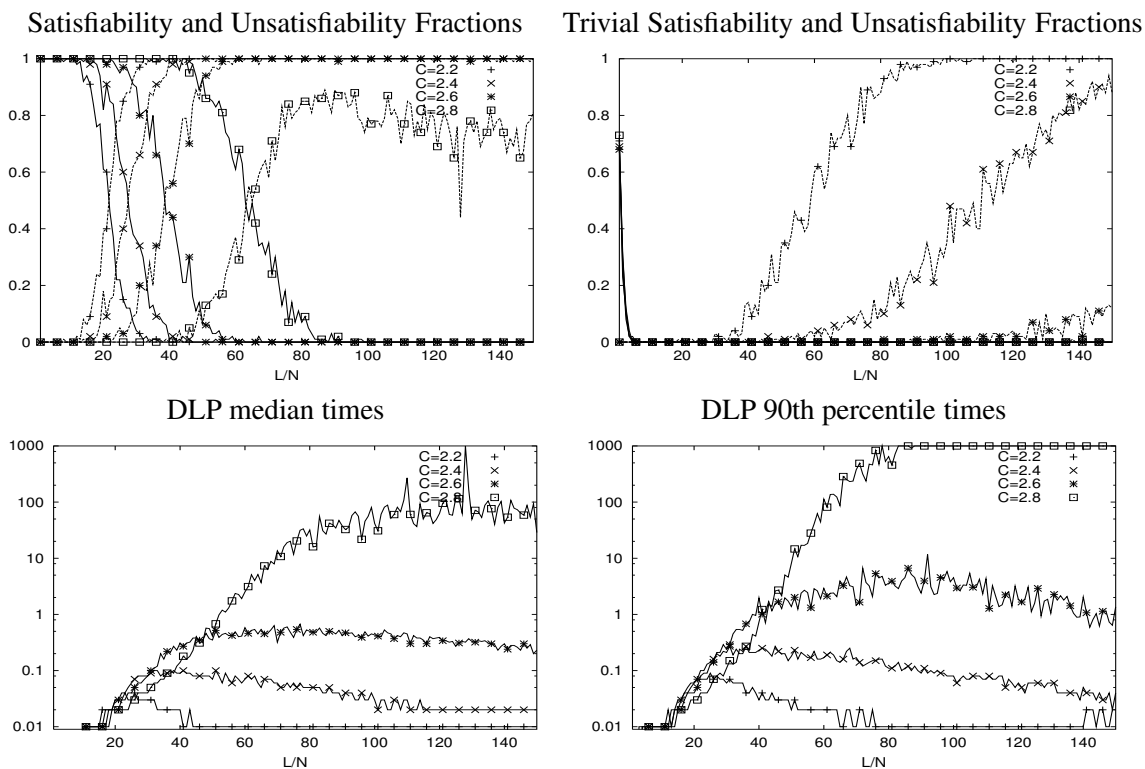 Satisfiability and Unsatisfiability Fractions
1
0.8
0.6
0.4
0.2
0
20 40 60 80 100 120 140
L/N
C=2.2
C=2.4
C=2.6
C=2.8
Trivial Satisfiability and Unsatisfiability Fractions
1
0.8
0.6
0.4
0.2
0
20 40 60 80 100 120 140
L/N
C=2.2
C=2.4
C=2.6
C=2.8
DLP median times
1000
100
10
1
0.1
0.01
20 40 60 80 100 120 140
L/N
C=2.2
C=2.4
C=2.6
C=2.8
DLP 90th percentile times
1000
100
10
1
0.1
0.01
20 40 60 80 100 120 140
L/N
C=2.2
C=2.4
C=2.6
C=2.8